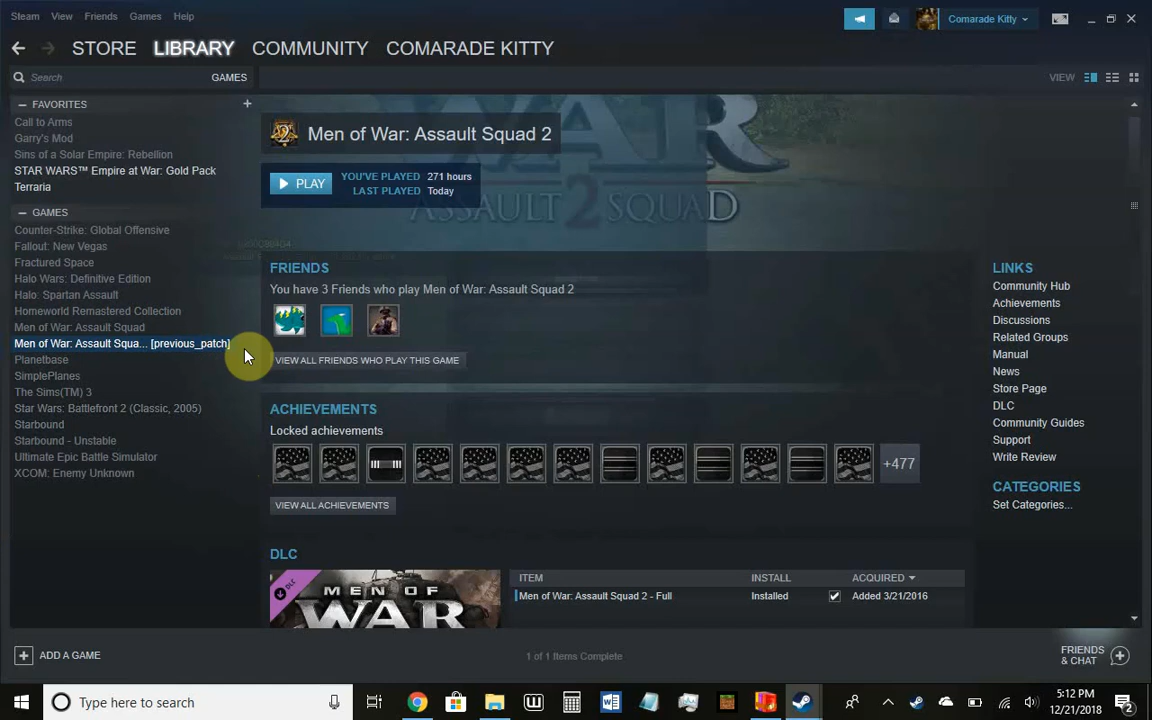 Steam View Friends Games Help
Comarade Kitty
STORE LIBRARY COMMUNITY COMARADE KITTY
Search GAMES
VIEW
— FAVORITES +
Call to Arms
Garry's Mod
Sins of a Solar Empire: Rebellion
STAR WARS™ Empire at War: Gold Pack
Terraria
— GAMES
Counter-Strike: Global Offensive
Fallout: New Vegas
Fractured Space
Halo Wars: Definitive Edition
Halo: Spartan Assault
Homeworld Remastered Collection
Men of War: Assault Squad
Men of War: Assault Squa... [previous_patch]
Planetbase
SimplePlanes
The Sims(TM) 3
Star Wars: Battlefront 2 (Classic, 2005)
Starbound
Starbound - Unstable
Ultimate Epic Battle Simulator
XCOM: Enemy Unknown
WAR
ASSAULT 2 SQUAD
Men of War: Assault Squad 2
PLAY
YOU'VE PLAYED 271 hours
LAST PLAYED Today
FRIENDS
You have 3 Friends who play Men of War: Assault Squad 2
VIEW ALL FRIENDS WHO PLAY THIS GAME
ACHIEVEMENTS
Locked achievements
+477
VIEW ALL ACHIEVEMENTS
DLC
DLC
MEN OF
WAR
ITEM INSTALL ACQUIRED
Men of War: Assault Squad 2 - Full Installed Added 3/21/2016
LINKS
Community Hub
Achievements
Discussions
Related Groups
Manual
News
Store Page
DLC
Community Guides
Support
Write Review
CATEGORIES
Set Categories...
+ ADD A GAME
1 of 1 Items Complete
FRIENDS
& CHAT
Type here to search
5:12 PM
12/21/2018
2